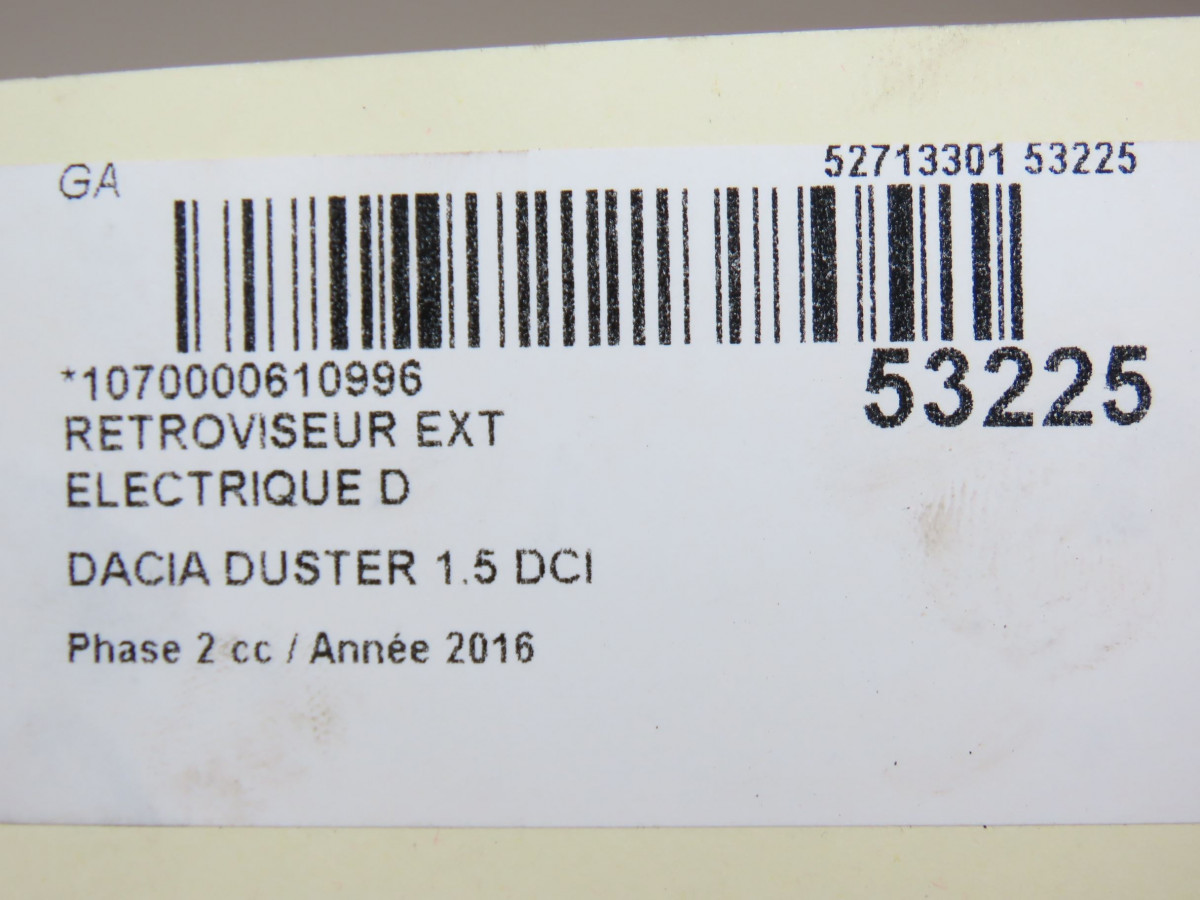 GA
52713301 53225
*1070000610996
53225
RETROVISEUR EXT
ELECTRIQUE D
DACIA DUSTER 1.5 DCI
Phase 2 cc / Année 2016